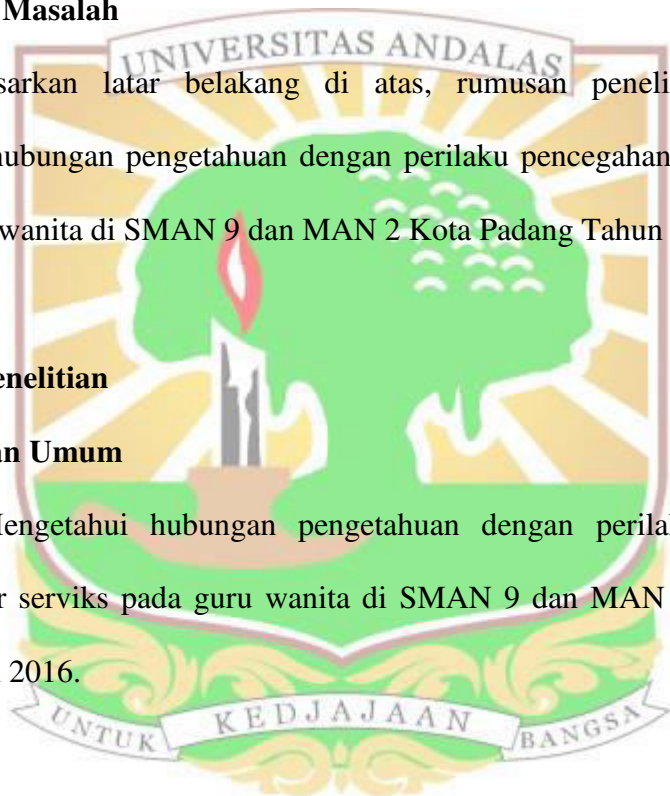 Masalah
UNIVERSITAS ANDALAS
sarkan latar belakang di atas, rumusan peneli
hubungan pengetahuan dengan perilaku pencegahan
wanita di SMAN 9 dan MAN 2 Kota Padang Tahun
enelitian
an Umum
Mengetahui hubungan pengetahuan dengan perila
r serviks pada guru wanita di SMAN 9 dan MAN
2016.
UNTUK KEDJAJAAN BANGSA